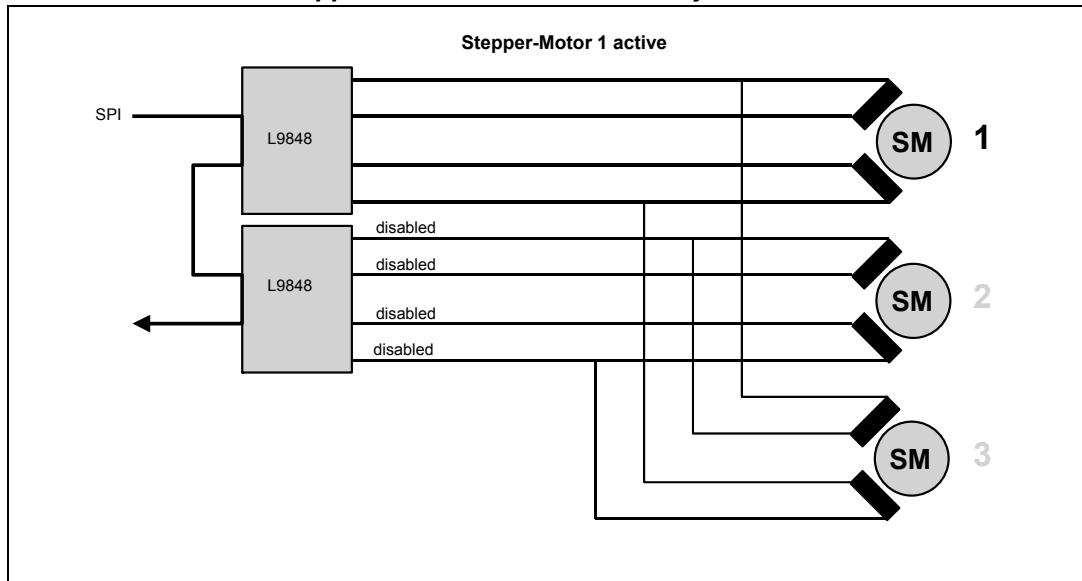 Stepper-Motor 1 active
SPI
L9848
SM 1
disabled
disabled
L9848
SM 2
disabled
disabled
SM 3